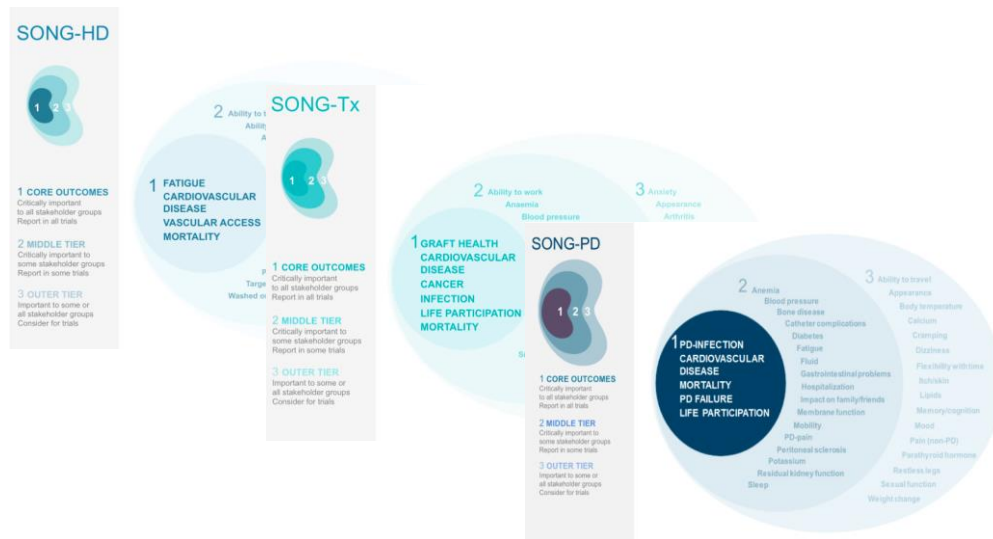 SONG-HD
1 2 3
1 CORE OUTCOMES
Critically important
to all stakeholder groups
Report in all trials
2 MIDDLE TIER
Critically important to
some stakeholder groups
Report in some trials
3 OUTER TIER
Important to some or
all stakeholder groups
Consider for trials
1 FATIGUE
CARDIOVASCULAR
DISEASE
VASCULAR ACCESS
MORTALITY
2 Ability to
Washed
SONG-Tx
1 2 3
1 CORE OUTCOMES
Critically important
to all stakeholder groups
Report in all trials
2 MIDDLE TIER
Critically important to
some stakeholder groups
Report in some trials
3 OUTER TIER
Important to some or
all stakeholder groups
Consider for trials
1 GRAFT HEALTH
CARDIOVASCULAR
DISEASE
CANCER
INFECTION
LIFE PARTICIPATION
MORTALITY
2 Ability to work
Anaemia
Blood pressure
3 Anxiety
Appearance
Arthritis
SONG-PD
1 2 3
1 CORE OUTCOMES
Critically important
to all stakeholder groups
Report in all trials
2 MIDDLE TIER
Critically important to
some stakeholder groups
Report in some trials
3 OUTER TIER
Important to some or
all stakeholder groups
Consider for trials
1 PD-INFECTION
CARDIOVASCULAR
DISEASE
MORTALITY
PD FAILURE
LIFE PARTICIPATION
2 Anemia
Blood pressure
Bone disease
Catheter complications
Diabetes
Fatigue
Fluid
Gastrointestinal problems
Hospitalization
Impact on family/friends
Membrane function
Mobility
PD-pain
Peritoneal sclerosis
Potassium
Residual kidney function
Sleep
3 Ability to travel
Appearance
Body temperature
Calcium
Cramping
Dizziness
Flexibility with time
Itch/skin
Lipids
Memory/cognition
Mood
Pain (non-PD)
Parathyroid hormone
Restless legs
Sexual function
Weight change